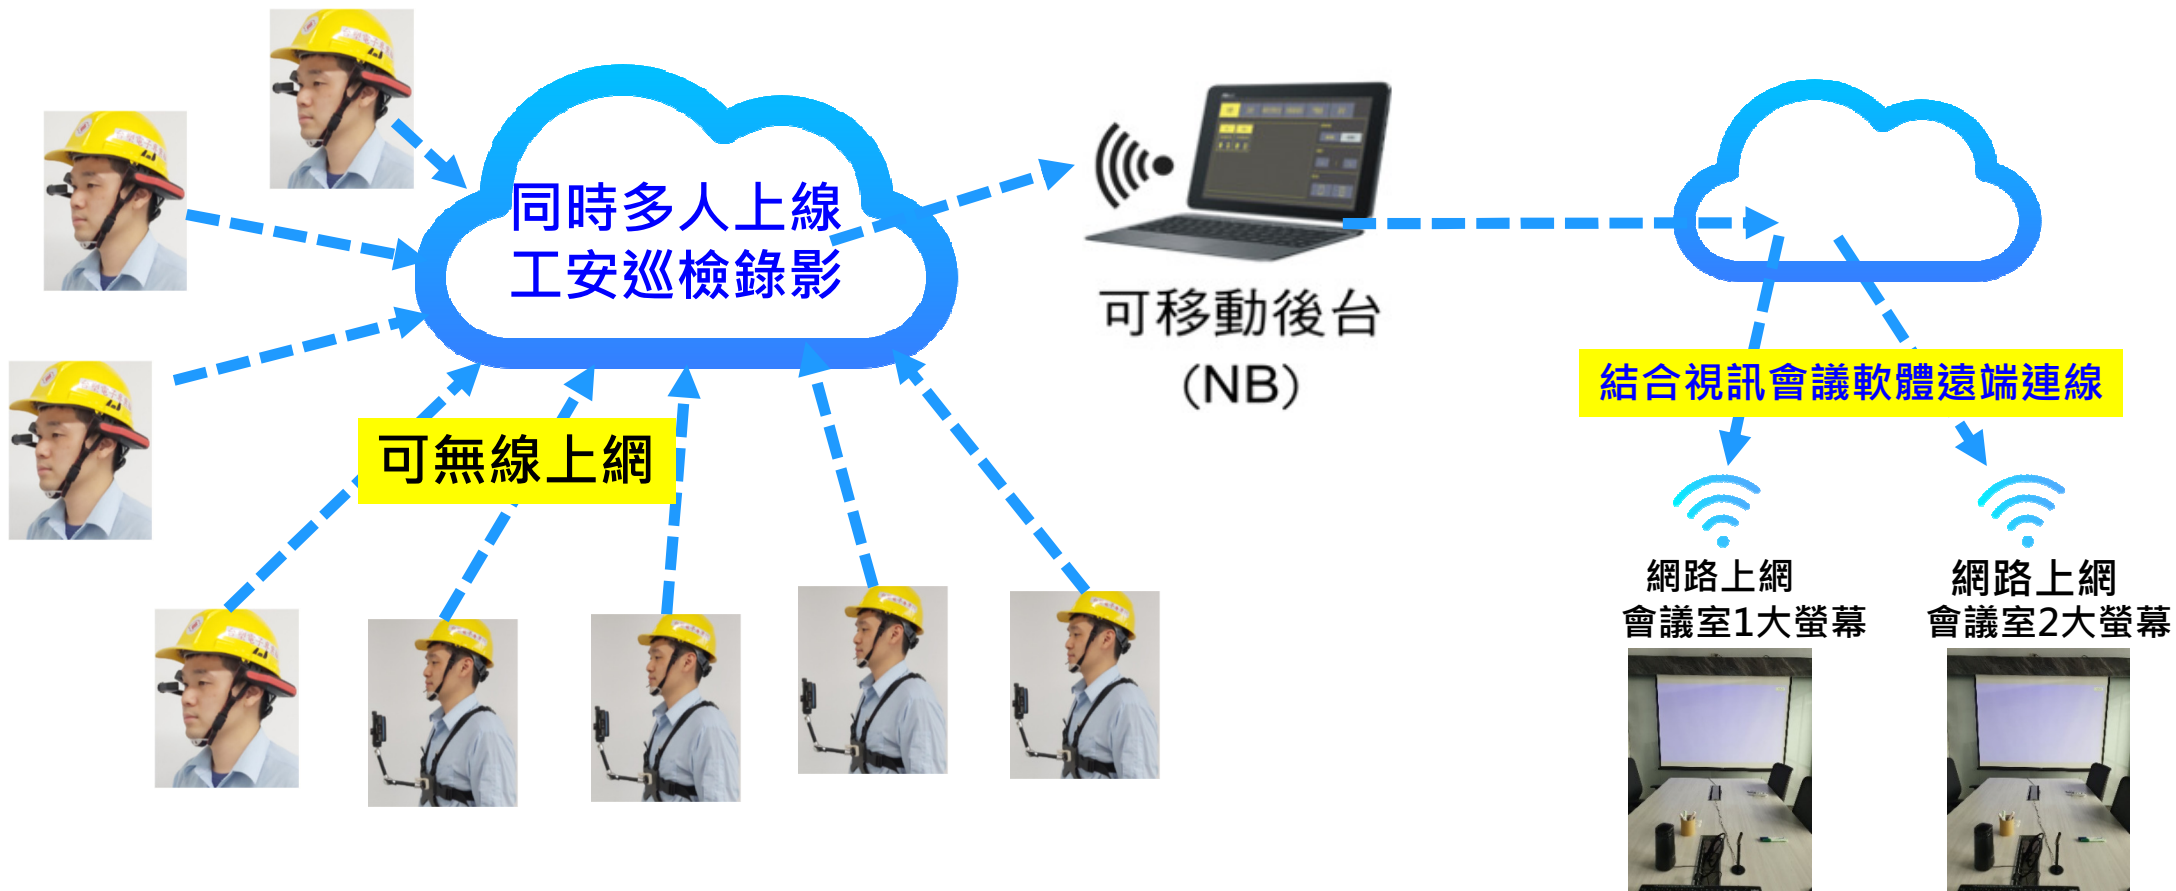 同時多人上線
工安巡檢錄影
可無線上網
可移動後台
(NB)
結合視訊會議軟體遠端連線
網路上網
會議室1大螢幕
網路上網
會議室2大螢幕